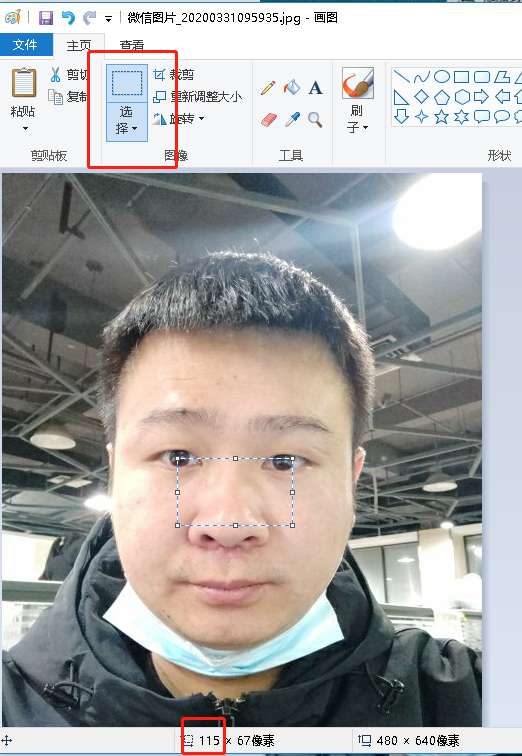 微信图片_20200331095935.jpg - 画图
文件 主页 查看
粘贴 剪切 复制
选择
裁剪
重新调整大小
旋转
A
刷子
剪贴板 图像 工具 形状
115 × 67像素 480 × 640像素